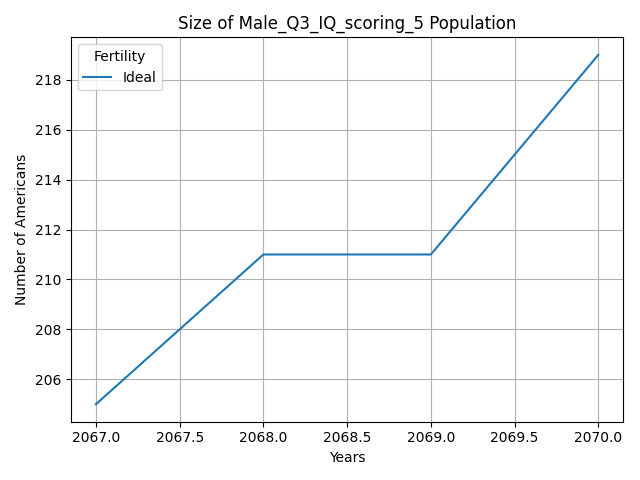 Size of Male_Q3_IQ_scoring_5 Population
Fertility
Ideal
Number of Americans
218
216
214
212
210
208
206
2067.0 2067.5 2068.0 2068.5 2069.0 2069.5 2070.0
Years